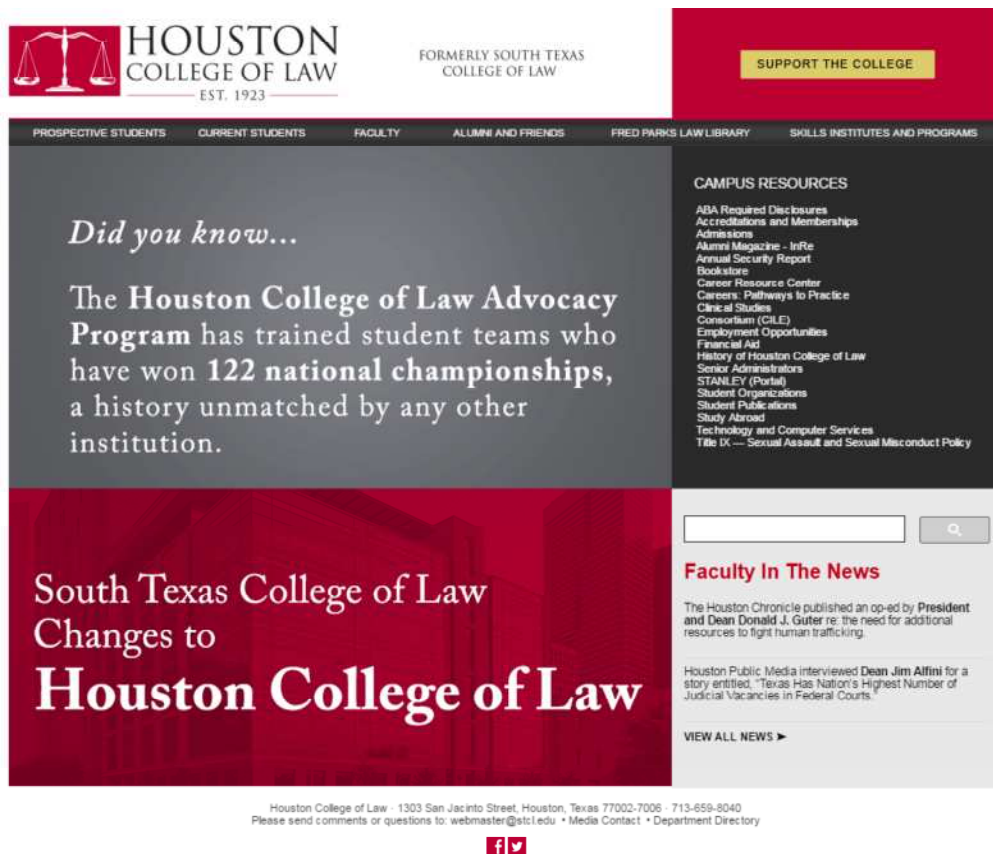 HOUSTON
COLLEGE OF LAW
EST. 1923
FORMERLY SOUTH TEXAS
COLLEGE OF LAW
SUPPORT THE COLLEGE
PROSPECTIVE STUDENTS CURRENT STUDENTS FACULTY ALUMNI AND FRIENDS FRED PARKS LAW LIBRARY SKILLS INSTITUTES AND PROGRAMS
Did you know...
The Houston College of Law Advocacy
Program has trained student teams who
have won 122 national championships,
a history unmatched by any other
institution.
CAMPUS RESOURCES
ABA Required Disclosures
Accreditations and Memberships
Admissions
Alumni Magazine - InRe
Annual Security Report
Bookstore
Career Resource Center
Careers: Pathways to Practice
Clinical Studies
Consortium (CILE)
Employment Opportunities
Financial Aid
History of Houston College of Law
Senior Administrators
STANLEY (Portal)
Student Organizations
Student Publications
Study Abroad
Technology and Computer Services
Title IX — Sexual Assault and Sexual Misconduct Policy
South Texas College of Law
Changes to
Houston College of Law
Faculty In The News
The Houston Chronicle published an op-ed by President
and Dean Donald J. Guter re: the need for additional
resources to fight human trafficking.
Houston Public Media interviewed Dean Jim Alfini for a
story entitled, "Texas Has Nation's Highest Number of
Judicial Vacancies in Federal Courts."
VIEW ALL NEWS ➤
Houston College of Law · 1303 San Jacinto Street, Houston, Texas 77002-7006 · 713-659-8040
Please send comments or questions to: webmaster@stcl.edu • Media Contact • Department Directory